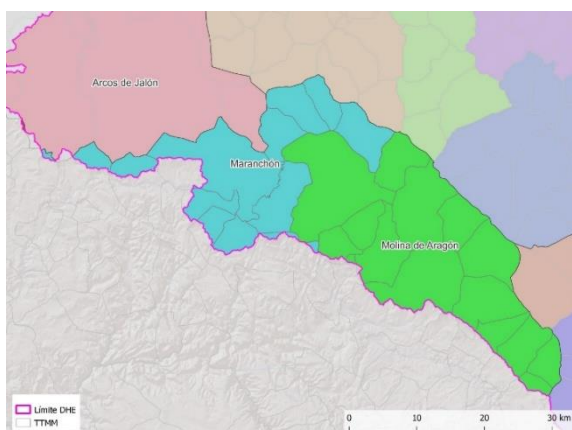 Arcos de Jalón
Maranchón
Molina de Aragón
Límite DHE
TTMM
0 10 20 30 km